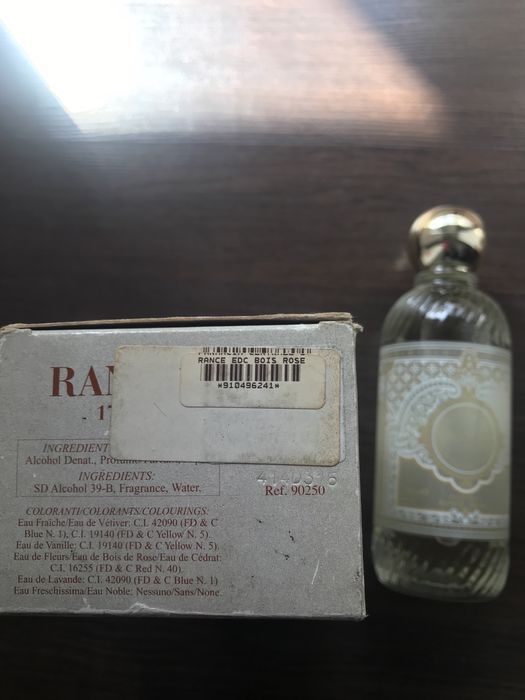 RANCE EDC BOIS ROSE
*910496241*
RAN
- 17
INGREDIENT
Alcohol Denat.,
INGREDIENTS:
SD Alcohol 39-B, Fragrance, Water.
Ref. 90250
COLORANTI/COLORANTS/COLOURINGS:
Eau Fraîche/Eau de Vétiver: C.I. 42090 (FD & C
Blue N. 1), C.I. 19140 (FD & C Yellow N. 5).
Eau de Vanille: C.I. 19140 (FD & C Yellow N. 5).
Eau de Fleurs/Eau de Bois de Rose/Eau de Cédrat:
C.I. 16255 (FD & C Red N. 40).
Eau de Lavande: C.I. 42090 (FD & C Blue N. 1)
Eau Freschissima/Eau Noble: Nessuno/Sans/None.